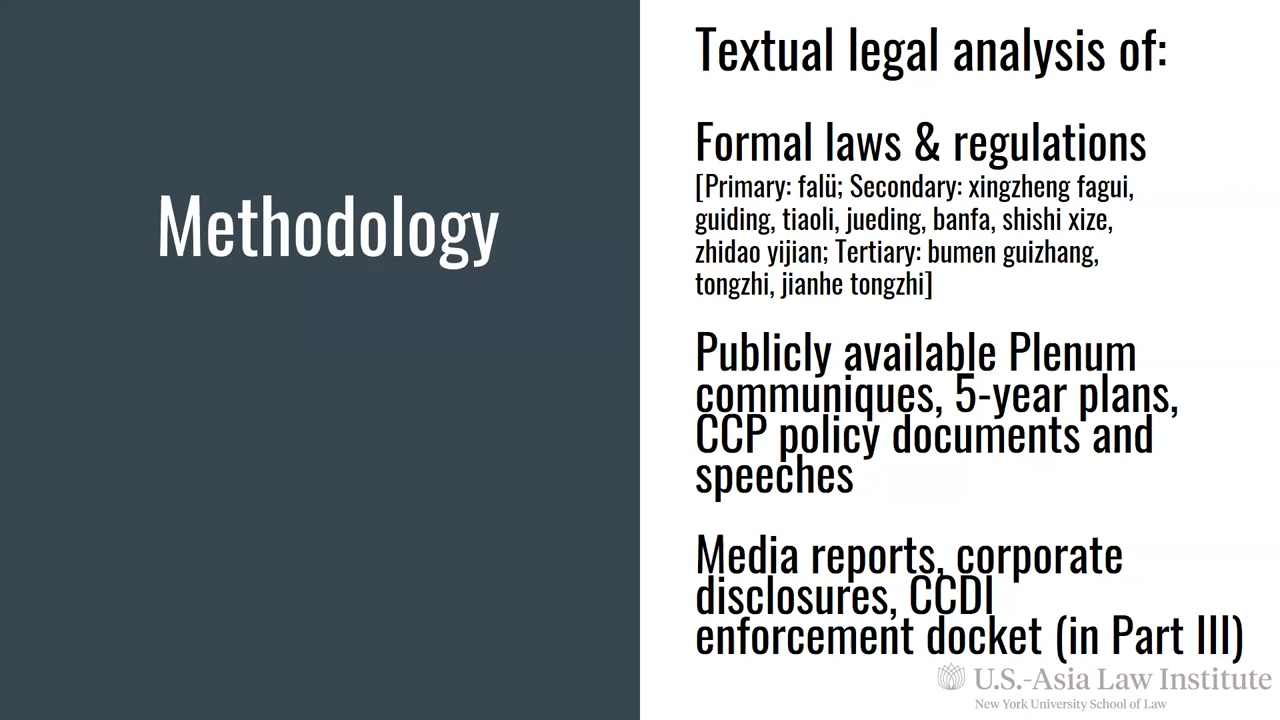 Methodology
Textual legal analysis of:
Formal laws & regulations
[Primary: falü; Secondary: xingzheng fagui,
guiding, tiaoli, jueding, banfa, shishi xize,
zhidao yijian; Tertiary: bumen guizhang,
tongzhi, jianhe tongzhi]
Publicly available Plenum
communiques, 5-year plans,
CCP policy documents and
speeches
Media reports, corporate
disclosures, CCDI
enforcement docket (in Part III)
U.S.-Asia Law Institute
New York University School of Law